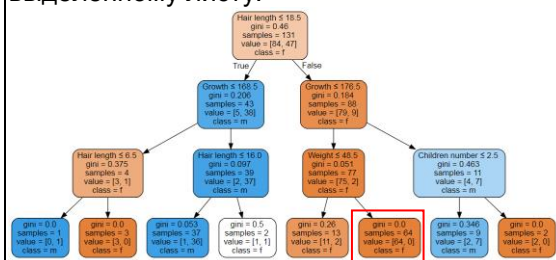 выделенному листу.
Hair length ≤ 18.5
gini = 0.46
samples = 131
value = [84, 47]
class = f
True
False
Growth ≤ 168.5
gini = 0.206
samples = 43
value = [5, 38]
class = m
Growth ≤ 176.5
gini = 0.184
samples = 88
value = [79, 9]
class = f
Hair length ≤ 6.5
gini = 0.375
samples = 4
value = [3, 1]
class = f
Hair length ≤ 16.0
gini = 0.097
samples = 39
value = [2, 37]
class = m
Weight ≤ 48.5
gini = 0.051
samples = 77
value = [75, 2]
class = f
Children number ≤ 2.5
gini = 0.463
samples = 11
value = [4, 7]
class = m
gini = 0.0
samples = 1
value = [0, 1]
class = m
gini = 0.0
samples = 3
value = [3, 0]
class = f
gini = 0.053
samples = 37
value = [1, 36]
class = m
gini = 0.5
samples = 2
value = [1, 1]
class = f
gini = 0.26
samples = 13
value = [11, 2]
class = f
gini = 0.0
samples = 64
value = [64, 0]
class = f
gini = 0.346
samples = 9
value = [2, 7]
class = m
gini = 0.0
samples = 2
value = [2, 0]
class = f